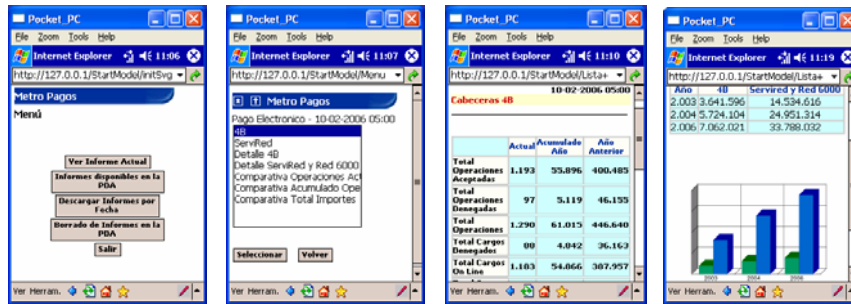 Pocket_PC
File Zoom Tools Help
Internet Explorer 11:06
http://127.0.0.1/StartModel/initSvg
Metro Pagos
Menú
Ver Informe Actual
Informes disponibles en la
PDA
Descargar Informes por
Fecha
Borrado de Informes en la
PDA
Salir
Ver Herram.
Pocket_PC
File Zoom Tools Help
Internet Explorer 11:07
http://127.0.0.1/StartModel/Menu
Metro Pagos
Pago Electronico - 10-02-2006 05:00
4B
ServiRed
Detalle 4B
Detalle ServiRed y Red 6000
Comparativa Operaciones Act
Comparativa Acumulado Ope
Comparativa Total Importes
Seleccionar Volver
Ver Herram.
Pocket_PC
File Zoom Tools Help
Internet Explorer 11:10
http://127.0.0.1/StartModel/Lista+
10-02-2006 05:00
Cabeceras 4B
Actual Acumulado Año Año Anterior
Total Operaciones Aceptadas 1.193 55.896 400.485
Total Operaciones Denegadas 97 5.119 46.155
Total Operaciones 1.290 61.015 446.640
Total Cargos Denegados 88 4.842 36.163
Total Cargos On Line 1.103 54.066 387.957
Ver Herram.
Pocket_PC
File Zoom Tools Help
Internet Explorer 11:19
http://127.0.0.1/StartModel/Lista+
Año 4B Servired y Red 6000
2.003 3.641.596 14.534.616
2.004 5.724.104 24.951.314
2.006 7.062.021 33.788.032
2003 2004 2006
Ver Herram.